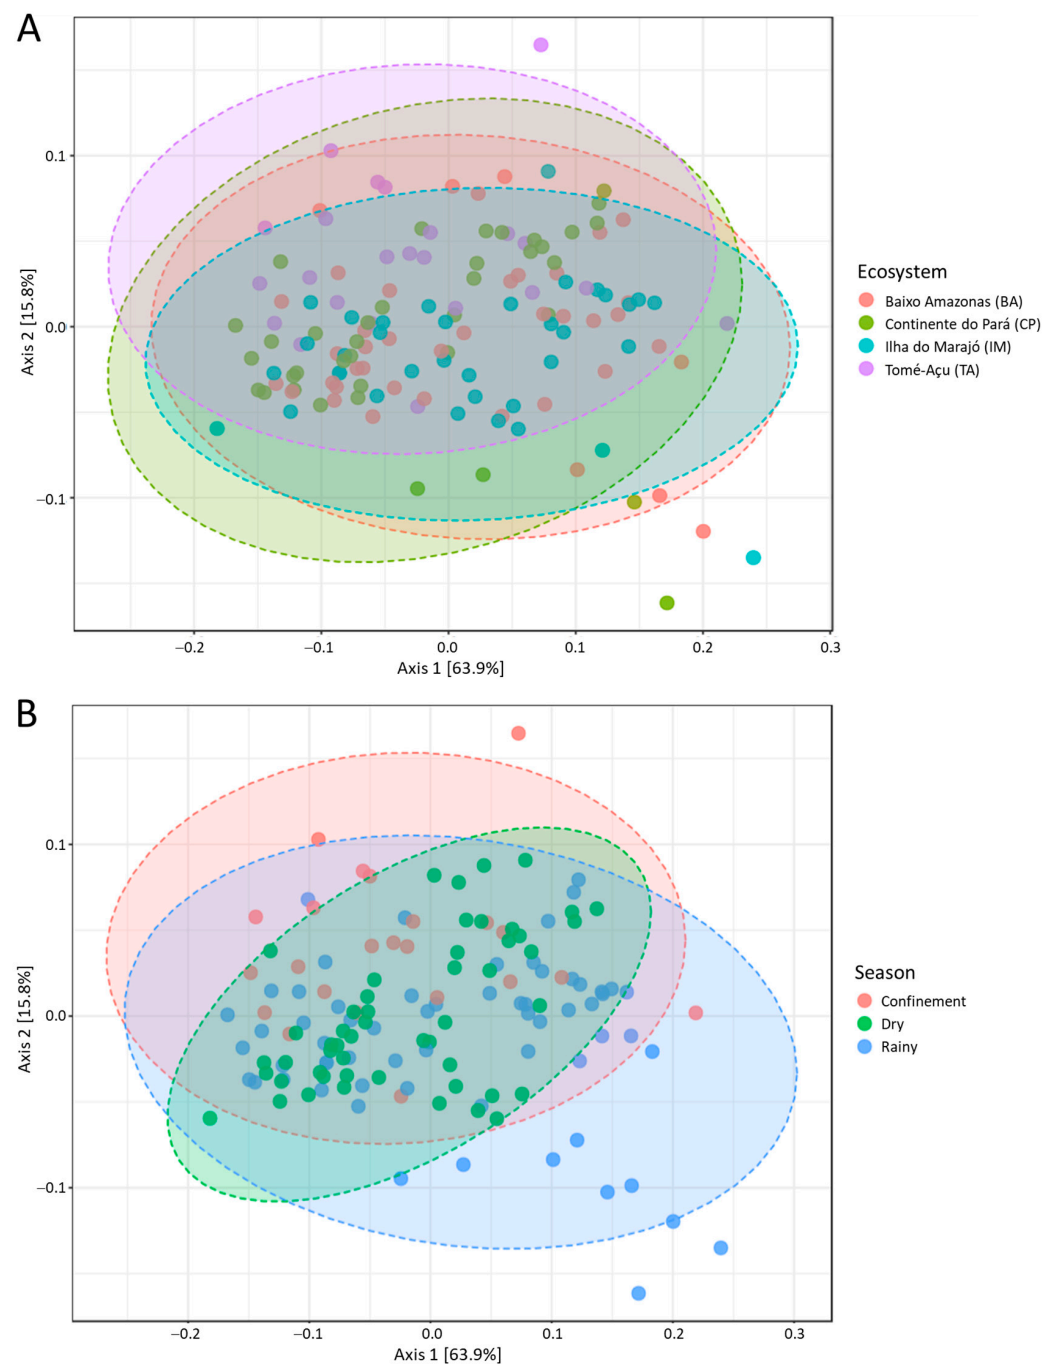 A
0.1
0.0
−0.1
Axis 2 [15.8%]
−0.2 −0.1 0.0 0.1 0.2 0.3
Axis 1 [63.9%]
Ecosystem
Baixo Amazonas (BA)
Continente do Pará (CP)
Ilha do Marajó (IM)
Tomé-Açu (TA)
B
0.1
0.0
−0.1
Axis 2 [15.8%]
−0.2 −0.1 0.0 0.1 0.2 0.3
Axis 1 [63.9%]
Season
Confinement
Dry
Rainy